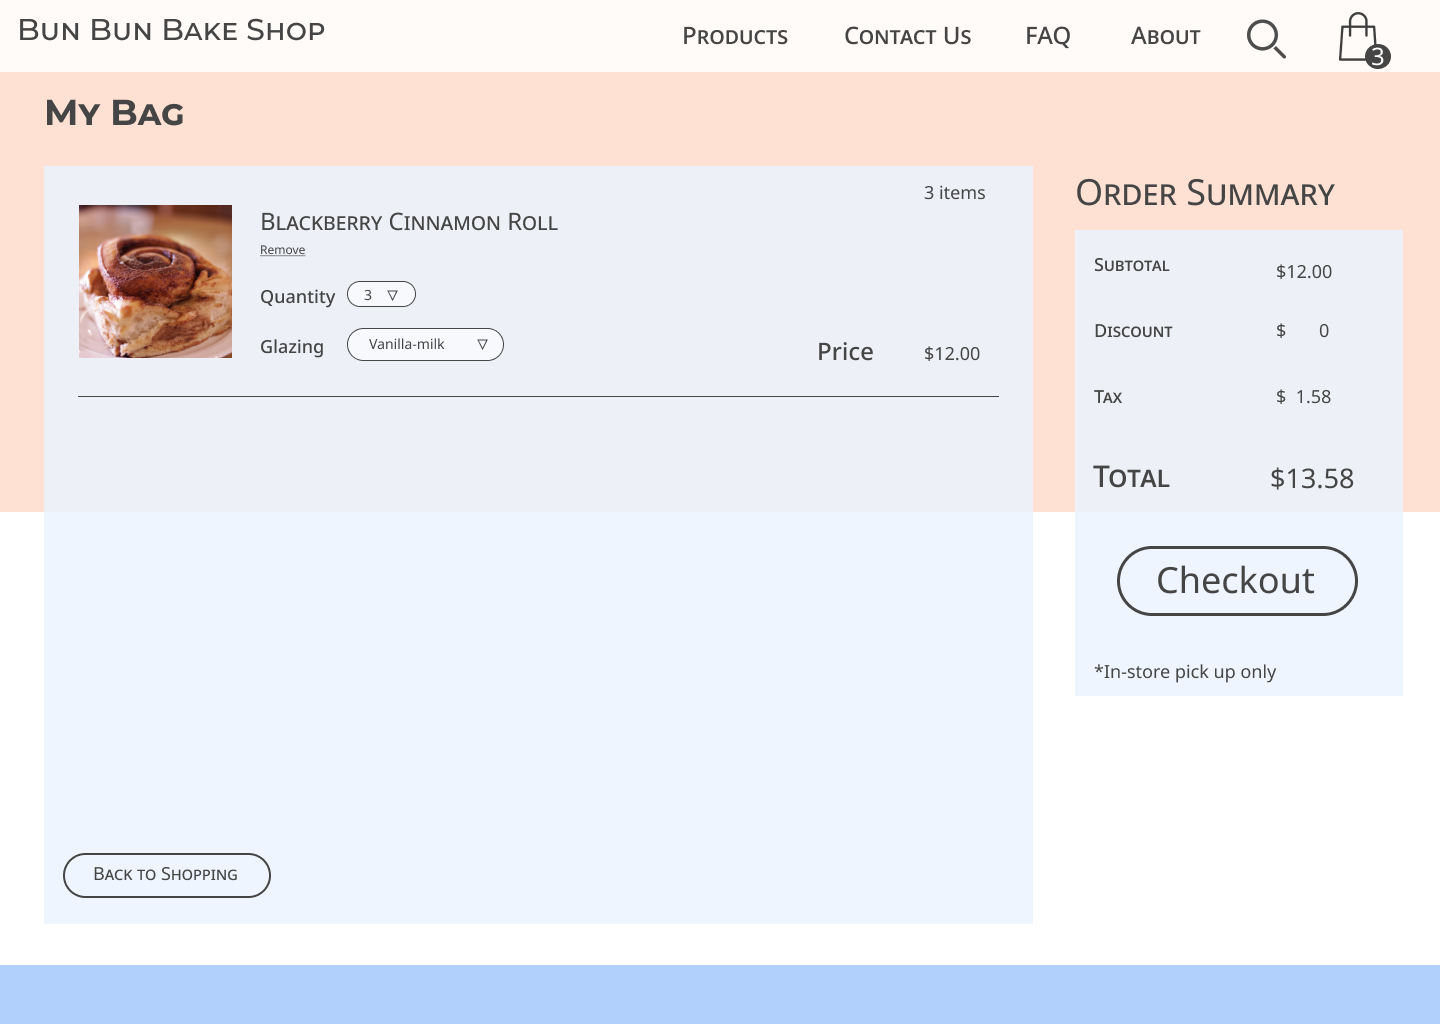 Bun Bun Bake Shop
Products Contact Us FAQ About
3
My Bag
3 items
Blackberry Cinnamon Roll
Remove
Quantity 3 ▽
Glazing Vanilla-milk ▽
Price $12.00
Back to Shopping
Order Summary
Subtotal $12.00
Discount $ 0
Tax $ 1.58
Total $13.58
Checkout
*In-store pick up only